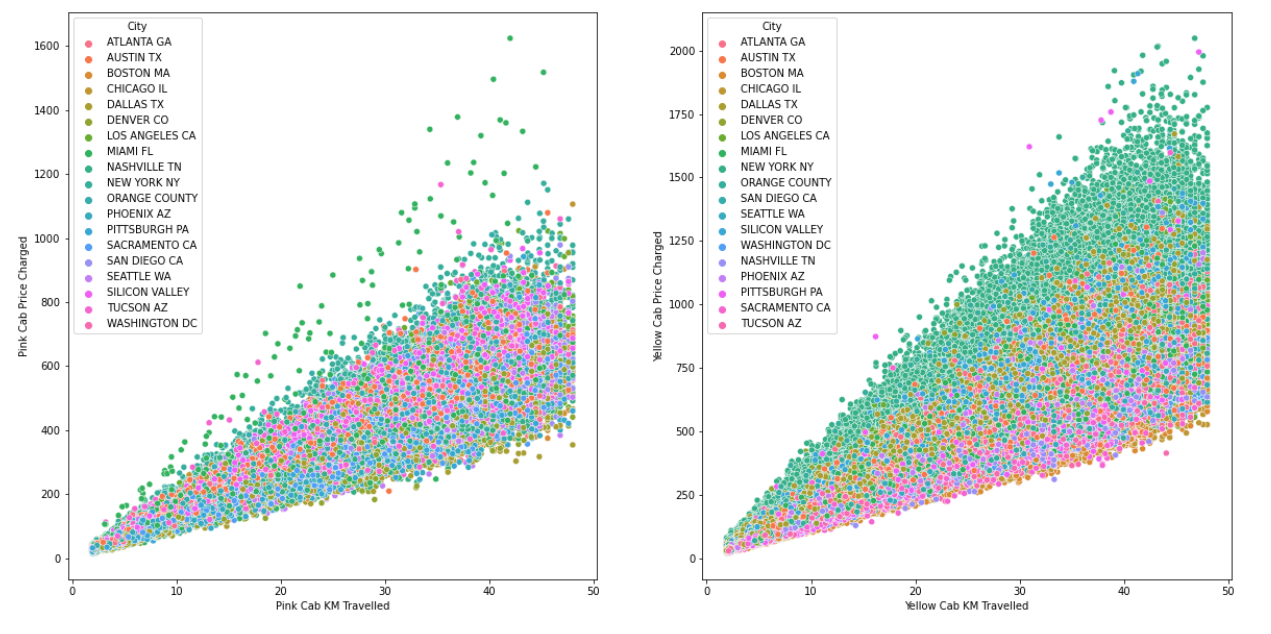 City
ATLANTA GA
AUSTIN TX
BOSTON MA
CHICAGO IL
DALLAS TX
DENVER CO
LOS ANGELES CA
MIAMI FL
NASHVILLE TN
NEW YORK NY
ORANGE COUNTY
PHOENIX AZ
PITTSBURGH PA
SACRAMENTO CA
SAN DIEGO CA
SEATTLE WA
SILICON VALLEY
TUCSON AZ
WASHINGTON DC
1600
1400
1200
1000
800
600
400
200
0
Pink Cab Price Charged
0 10 20 30 40 50
Pink Cab KM Travelled
City
ATLANTA GA
AUSTIN TX
BOSTON MA
CHICAGO IL
DALLAS TX
DENVER CO
LOS ANGELES CA
MIAMI FL
NEW YORK NY
ORANGE COUNTY
SAN DIEGO CA
SEATTLE WA
SILICON VALLEY
WASHINGTON DC
NASHVILLE TN
PHOENIX AZ
PITTSBURGH PA
SACRAMENTO CA
TUCSON AZ
2000
1750
1500
1250
1000
750
500
250
0
Yellow Cab Price Charged
0 10 20 30 40 50
Yellow Cab KM Travelled